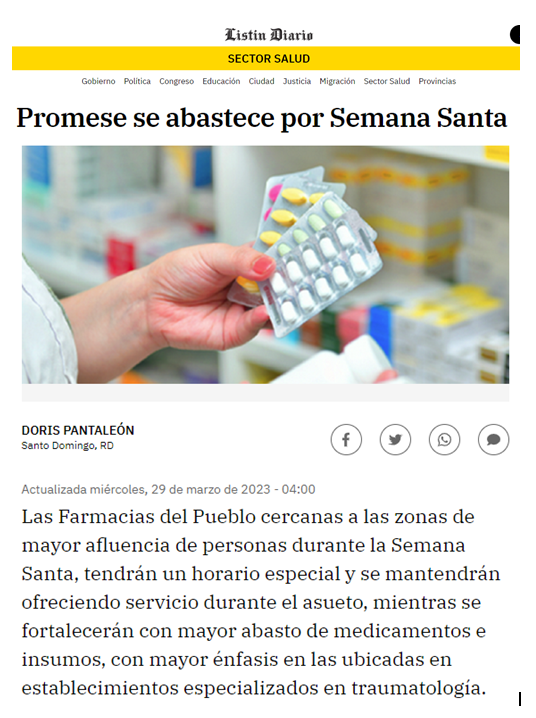 Listín Diario
SECTOR SALUD
Gobierno Política Congreso Educación Ciudad Justicia Migración Sector Salud Provincias
Promese se abastece por Semana Santa
DORIS PANTALEÓN
Santo Domingo, RD
Actualizada miércoles, 29 de marzo de 2023 - 04:00
Las Farmacias del Pueblo cercanas a las zonas de
mayor afluencia de personas durante la Semana
Santa, tendrán un horario especial y se mantendrán
ofreciendo servicio durante el asueto, mientras se
fortalecerán con mayor abasto de medicamentos e
insumos, con mayor énfasis en las ubicadas en
establecimientos especializados en traumatología.